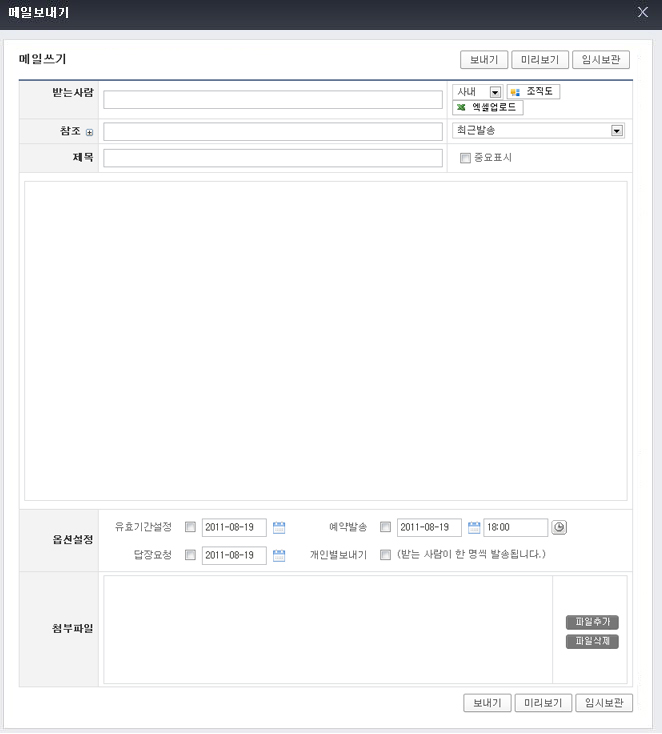 메일보내기
메일쓰기 보내기 미리보기 임시보관
받는사람 사내 조직도
엑셀업로드
참조 최근발송
제목 중요표시
옵션설정
유효기간설정 2011-08-19 예약발송 2011-08-19 18:00
답장요청 2011-08-19 개인별보내기 (받는 사람이 한 명씩 발송됩니다.)
첨부파일
파일추가
파일삭제
보내기 미리보기 임시보관